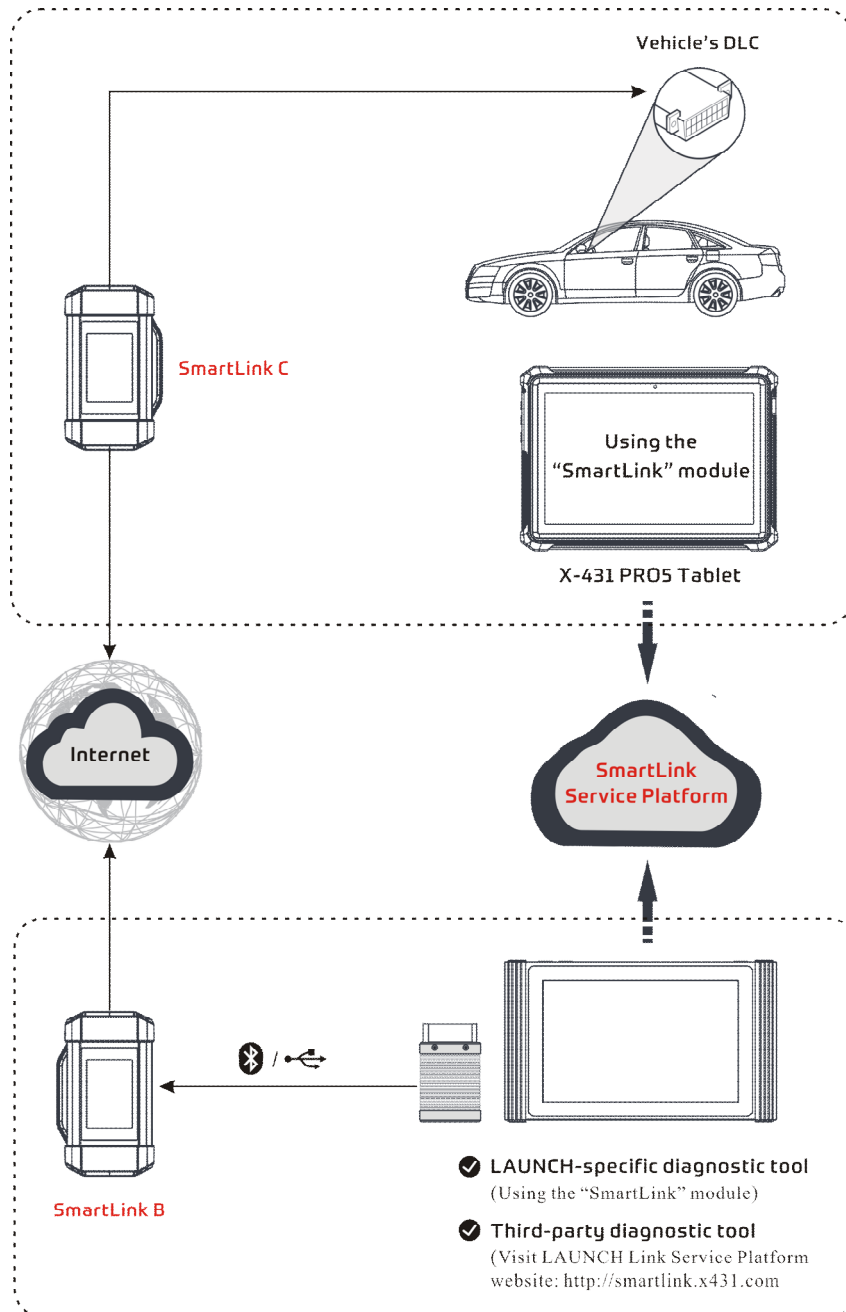 Vehicle's DLC
SmartLink C
Using the
“SmartLink” module
X-431 PRO5 Tablet
Internet
SmartLink
Service Platform
/
SmartLink B
LAUNCH-specific diagnostic tool
(Using the “SmartLink” module)
Third-party diagnostic tool
(Visit LAUNCH Link Service Platform
website: http://smartlink.x431.com